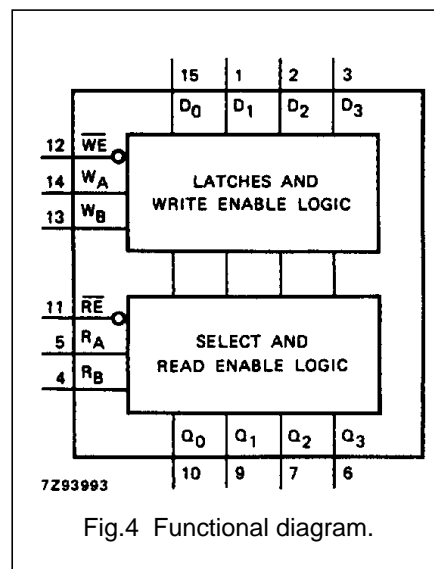 15 1 2 3
D0 D1 D2 D3
12 WE
14 WA
13 WB
LATCHES AND
WRITE ENABLE LOGIC
11 RE
5 RA
4 RB
SELECT AND
READ ENABLE LOGIC
Q0 Q1 Q2 Q3
10 9 7 6
7Z93993
Fig.4 Functional diagram.